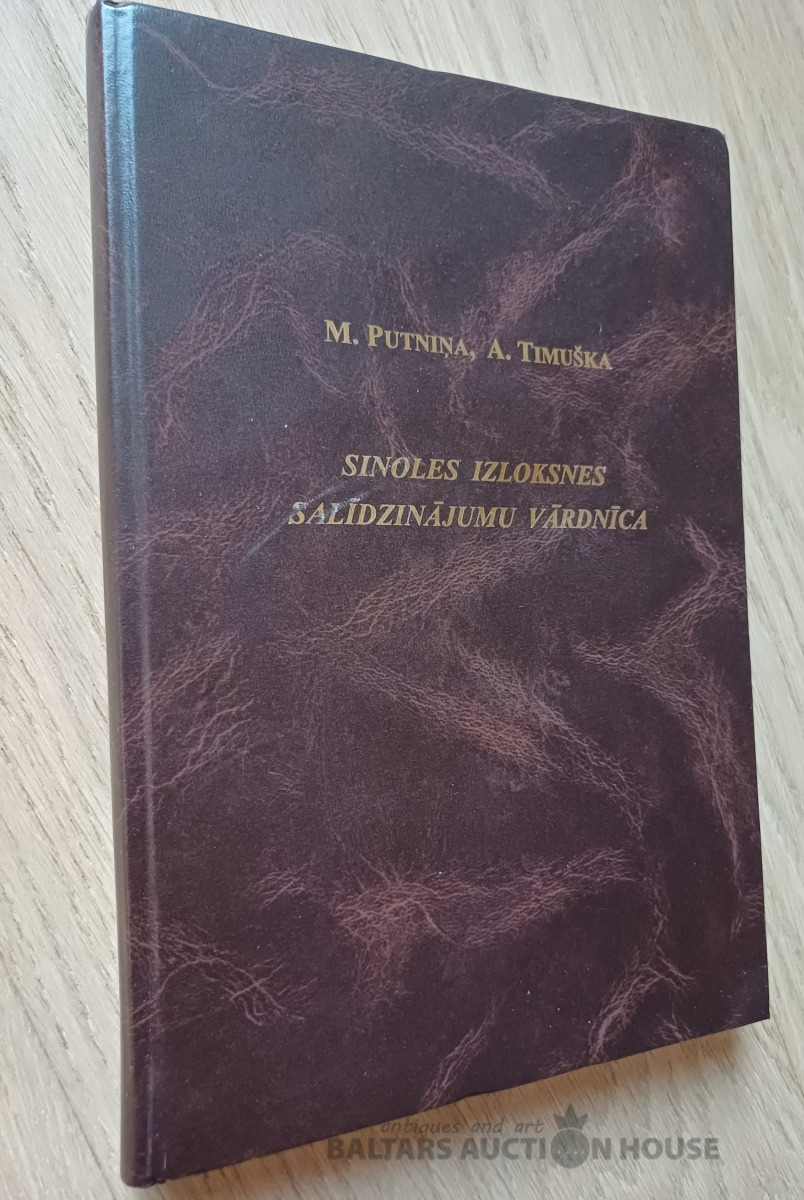 M. PUTNIŅA, A. TIMUŠKA
SINOLES IZLOKSNES
SALĪDZINĀJUMU VĀRDNĪCA
antiques and art
BALTARS AUCTION HOUSE